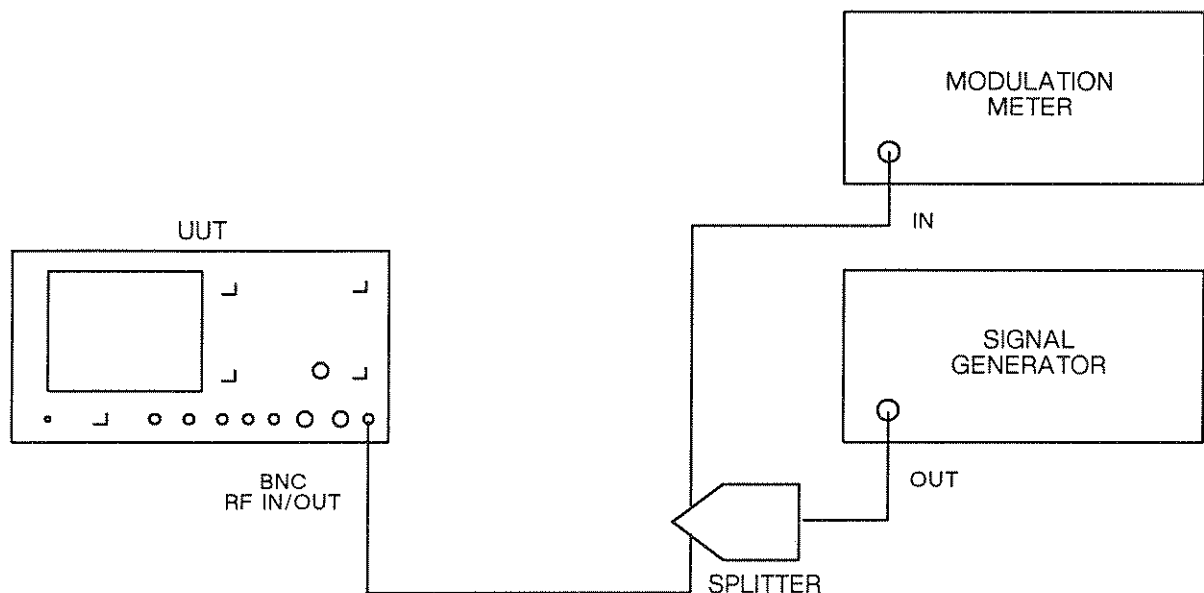 MODULATION
METER
IN
UUT
SIGNAL
GENERATOR
OUT
BNC
RF IN/OUT
SPLITTER